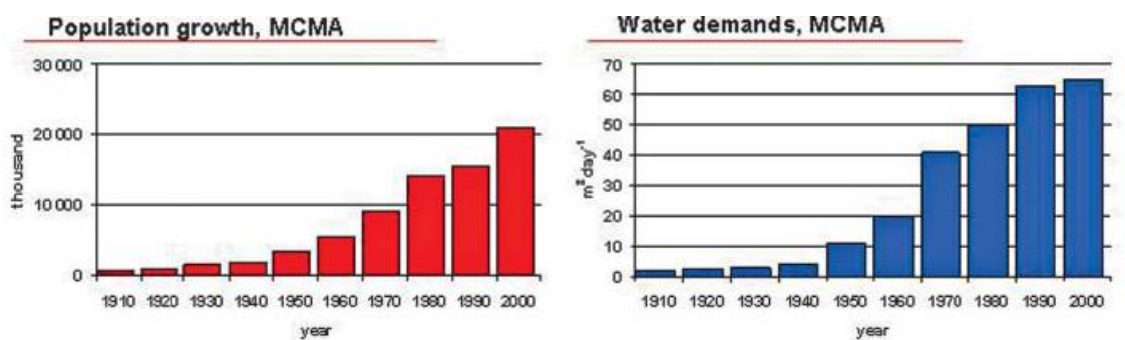 Population growth, MCMA
30 000
20 000
10 000
0
thousand
1910 1920 1930 1940 1950 1960 1970 1980 1990 2000
year
Water demands, MCMA
70
60
50
40
30
20
10
0
m³ day⁻¹
1910 1920 1930 1940 1950 1960 1970 1980 1990 2000
year